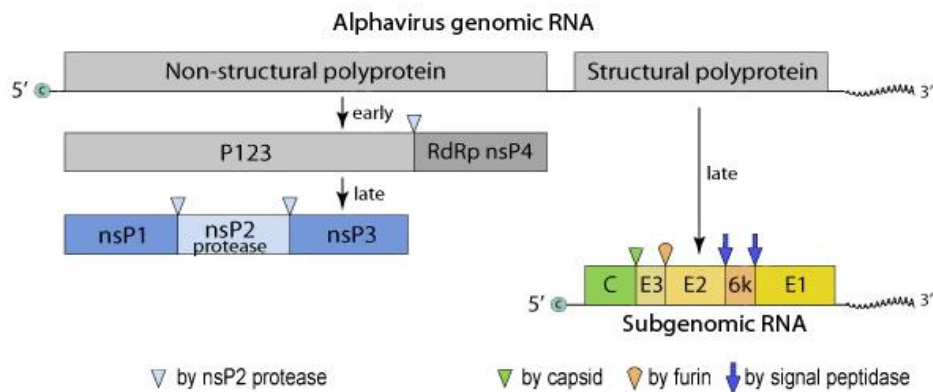 Alphavirus genomic RNA
Non-structural polyprotein
Structural polyprotein
5′ C
3′
early
P123
RdRp nsP4
late
late
nsP1
nsP2
protease
nsP3
C E3 E2 6k E1
5′ C
3′
Subgenomic RNA
by nsP2 protease
by capsid
by furin
by signal peptidase